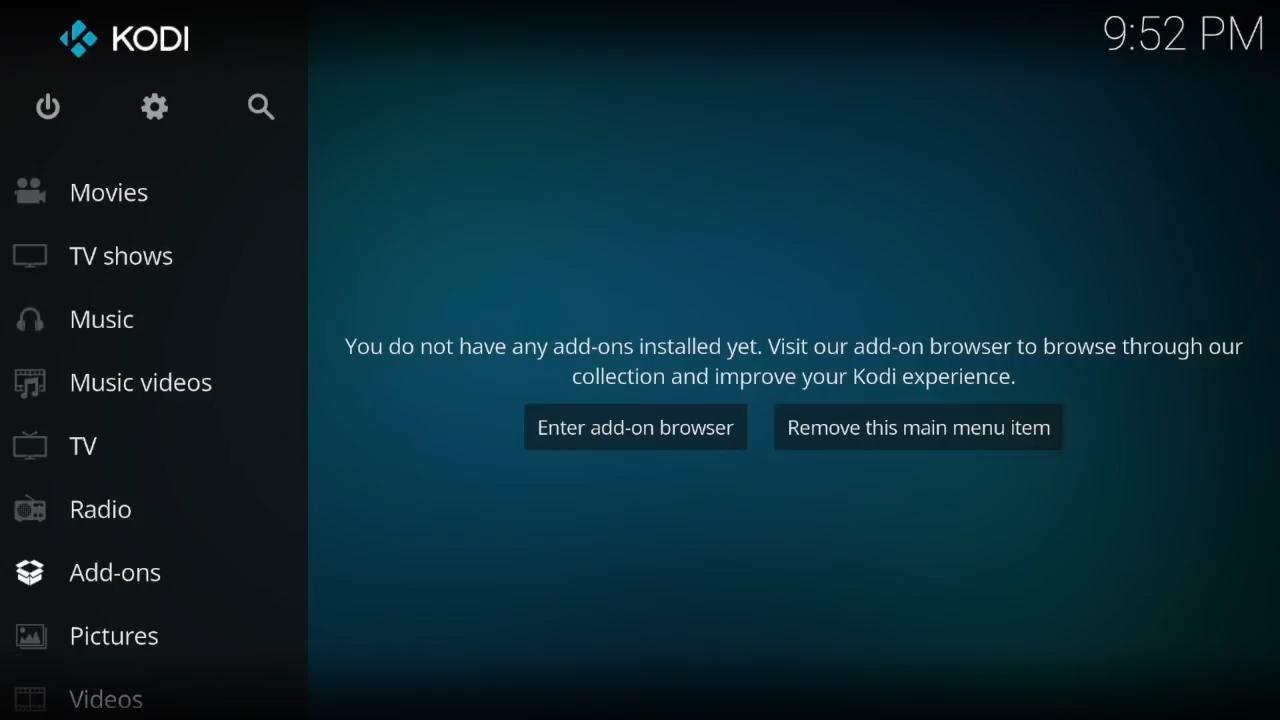 KODI
9:52 PM
Movies
TV shows
Music
Music videos
TV
Radio
Add-ons
Pictures
Videos
You do not have any add-ons installed yet. Visit our add-on browser to browse through our
collection and improve your Kodi experience.
Enter add-on browser
Remove this main menu item